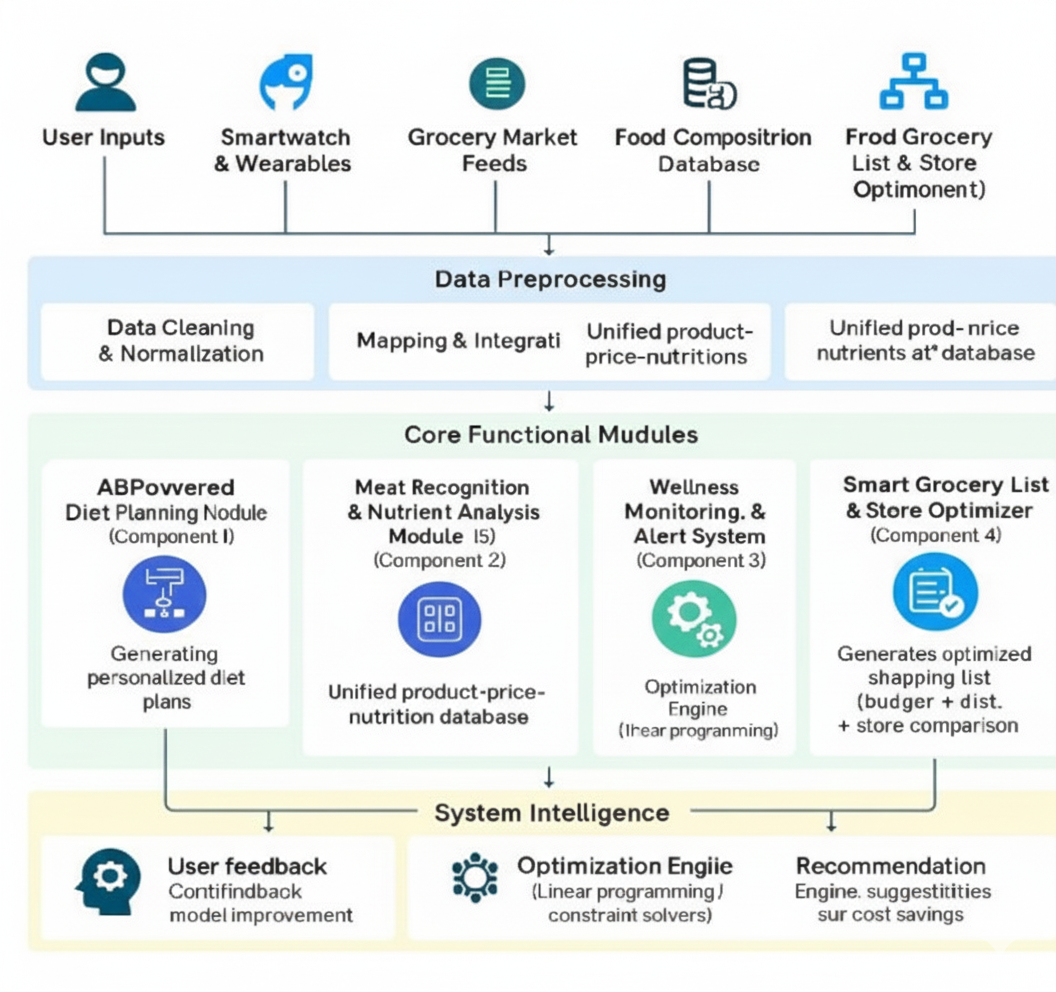 User Inputs
Smartwatch
& Wearables
Grocery Market
Feeds
Food Compositrion
Database
Frod Grocery
List & Store
Optimonent)
Data Preprocessing
Data Cleaning
& Normalization
Mapping & Integrati
Unified product-
price-nutritions
Unified prod- nrice
nutrients at* database
Core Functional Mudules
ABPovvered
Diet Planning Nodule
(Component I)
Generating
personalized diet
plans
Meat Recognition
& Nutrient Analysis
Module I5)
(Component 2)
Unified product-price-
nutrition database
Wellness
Monitoring. &
Alert System
(Component 3)
Optimization
Engine
(1hear programming)
Smart Grocery List
& Store Optimizer
(Component 4)
Generates optimized
shapping list
(budger + dist.
+ store comparison
System Intelligence
User feedback
Contifindback
model improvement
Optimization Engiie
(Linear programming /
constraint solvers)
Recommendation
Engine. suggestitities
sur cost savings